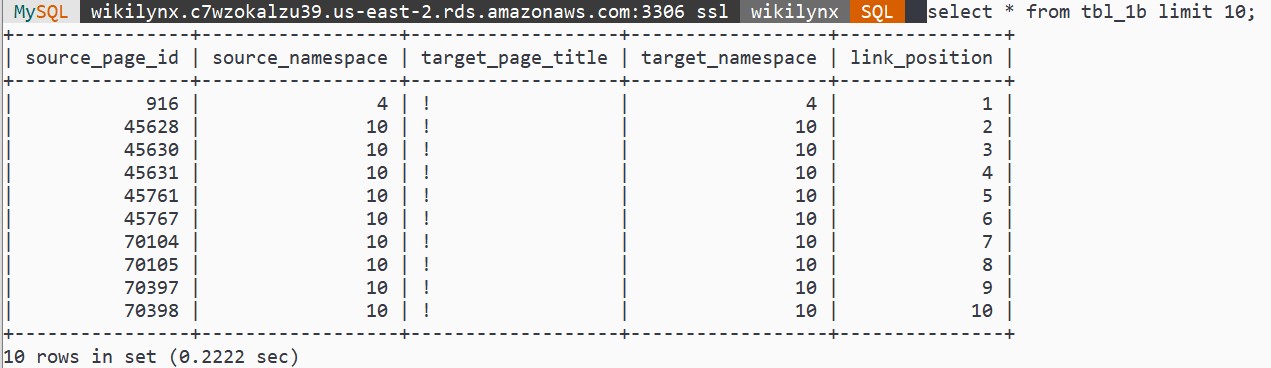 MySQL wikilynx.c7wzokalzu39.us-east-2.rds.amazonaws.com:3306 ssl wikilynx SQL select * from tbl_1b limit 10;
+----------------+------------------+-------------------+------------------+---------------+
| source_page_id | source_namespace | target_page_title | target_namespace | link_position |
+----------------+------------------+-------------------+------------------+---------------+
|            916 |                4 | !                 |                4 |             1 |
|          45628 |               10 | !                 |               10 |             2 |
|          45630 |               10 | !                 |               10 |             3 |
|          45631 |               10 | !                 |               10 |             4 |
|          45761 |               10 | !                 |               10 |             5 |
|          45767 |               10 | !                 |               10 |             6 |
|          70104 |               10 | !                 |               10 |             7 |
|          70105 |               10 | !                 |               10 |             8 |
|          70397 |               10 | !                 |               10 |             9 |
|          70398 |               10 | !                 |               10 |            10 |
+----------------+------------------+-------------------+------------------+---------------+
10 rows in set (0.2222 sec)